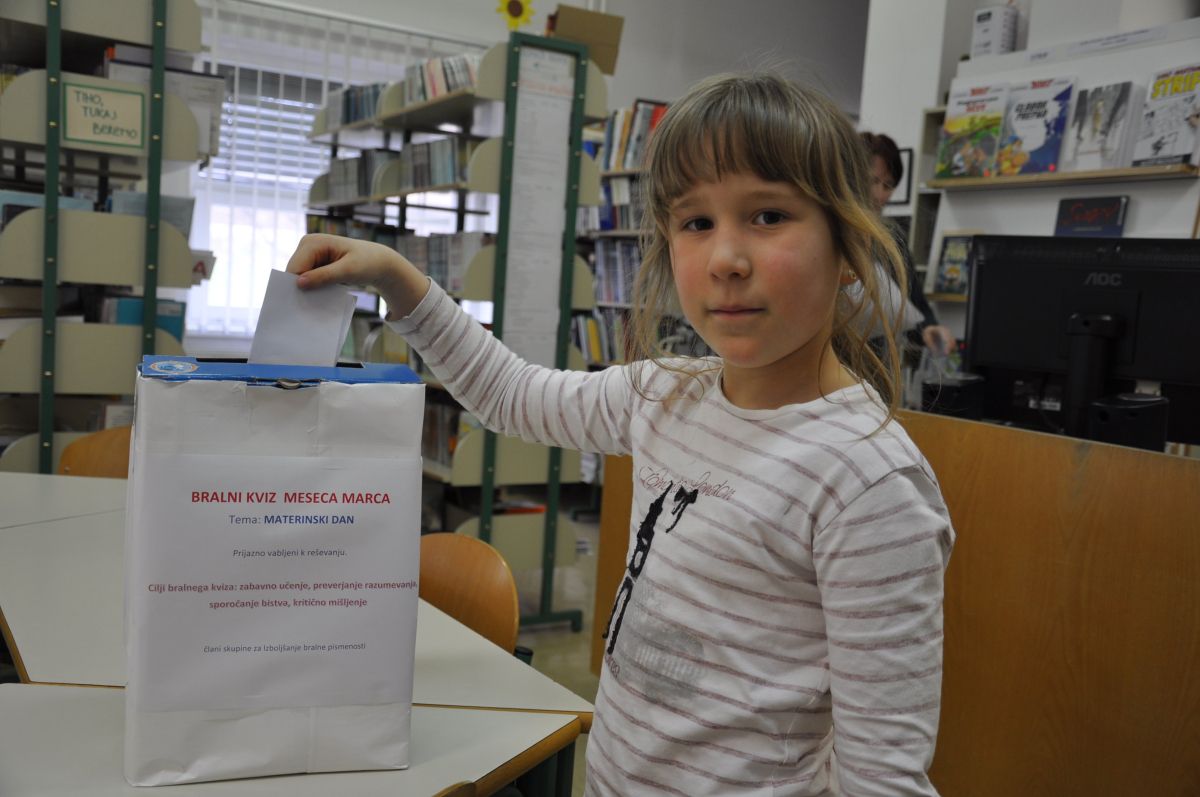 TIHO,
TUKAJ
BEREMO
BRALNI KVIZ MESECA MARCA
Tema: MATERINSKI DAN
Prijazno vabljeni k reševanju.
Cilji bralnega kviza: zabavno učenje, preverjanje razumevanja,
sporočanje bistva, kritično mišljenje
člani skupine za izboljšanje bralne pismenosti
London
AOC
STRIP